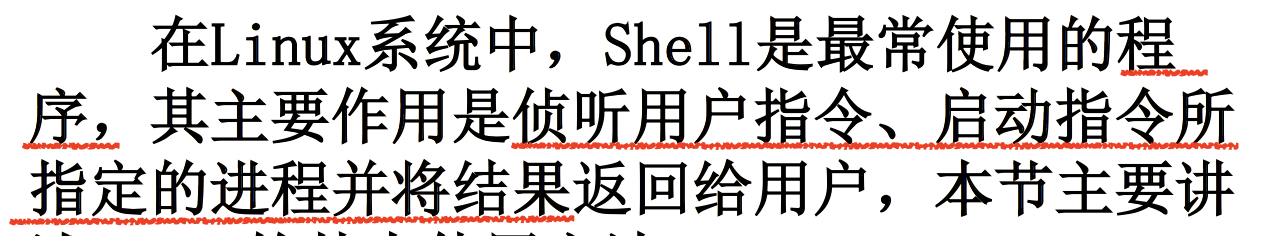 在Linux系统中，Shell是最常使用的程
序，其主要作用是侦听用户指令、启动指令所
指定的进程并将结果返回给用户，本节主要讲